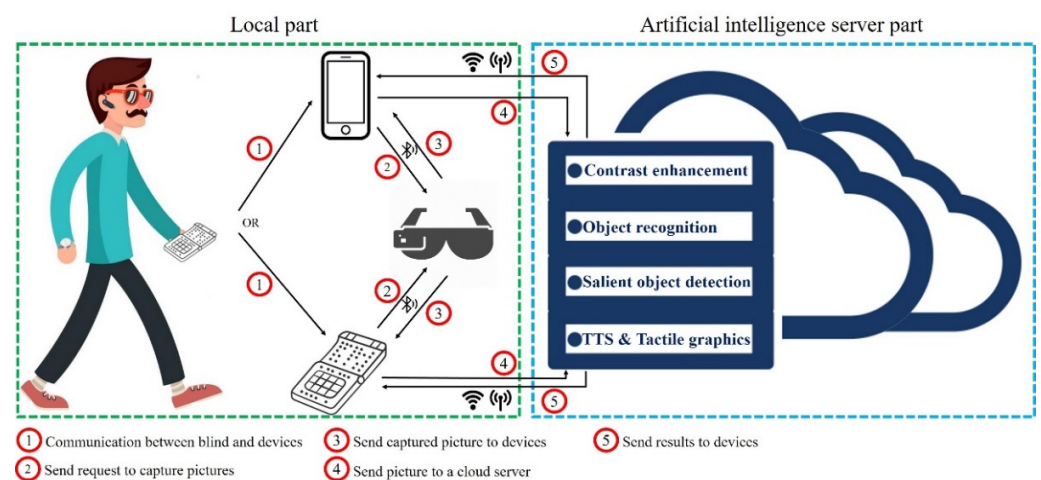 Local part
Artificial intelligence server part
5
4
1
3
2
OR
1
2
3
4
5
Contrast enhancement
Object recognition
Salient object detection
TTS & Tactile graphics
1 Communication between blind and devices
3 Send captured picture to devices
5 Send results to devices
2 Send request to capture pictures
4 Send picture to a cloud server